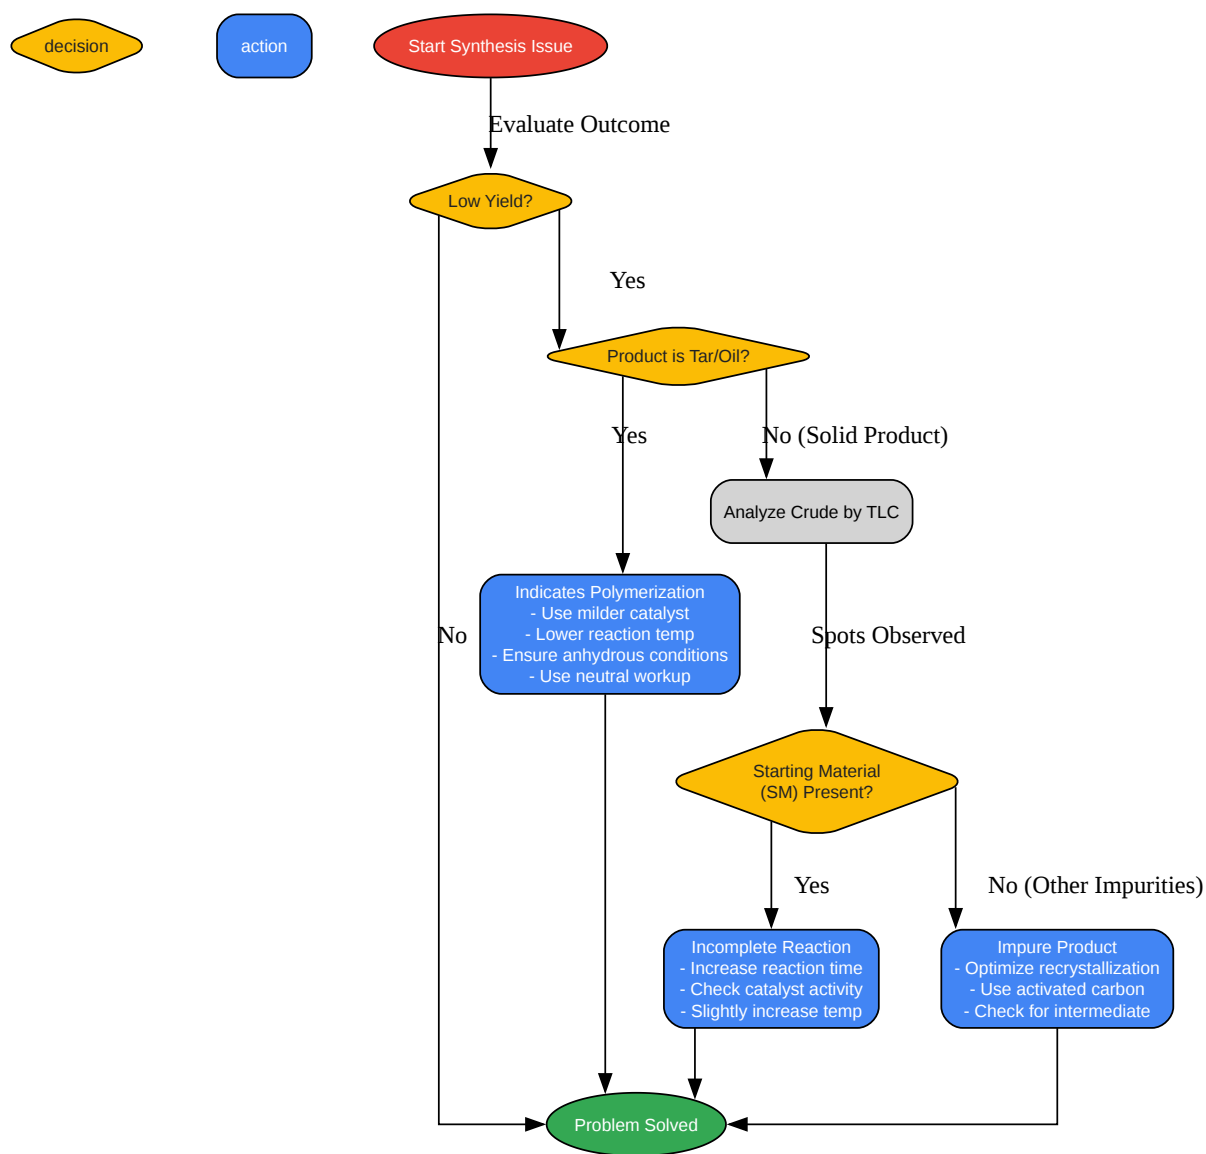 decision
action
Start Synthesis Issue
Evaluate Outcome
Low Yield?
Yes
Product is Tar/Oil?
Yes
No (Solid Product)
Analyze Crude by TLC
Indicates Polymerization
- Use milder catalyst
- Lower reaction temp
- Ensure anhydrous conditions
- Use neutral workup
No
Spots Observed
Starting Material
(SM) Present?
Yes
No (Other Impurities)
Incomplete Reaction
- Increase reaction time
- Check catalyst activity
- Slightly increase temp
Impure Product
- Optimize recrystallization
- Use activated carbon
- Check for intermediate
Problem Solved